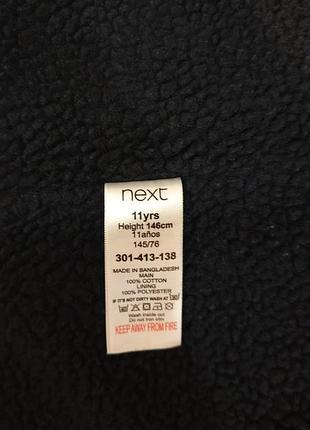 next
11yrs
Height 146cm
11años
145/76
301-413-138
MADE IN BANGLADESH
MAIN
100% COTTON
LINING
100% POLYESTER
IF IT'S NOT DIRTY WASH AT 30°
Wash inside out
Do not iron trim
KEEP AWAY FROM FIRE